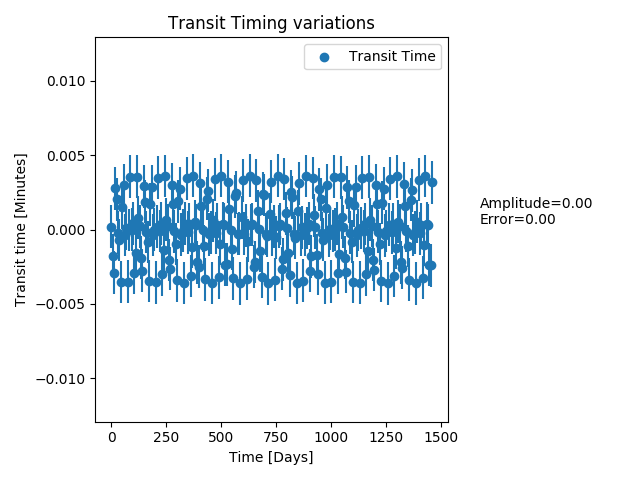 Transit Timing variations
Transit Time
0.010
0.005
0.000
−0.005
−0.010
Transit time [Minutes]
0
250
500
750
1000
1250
1500
Time [Days]
Amplitude=0.00
Error=0.00